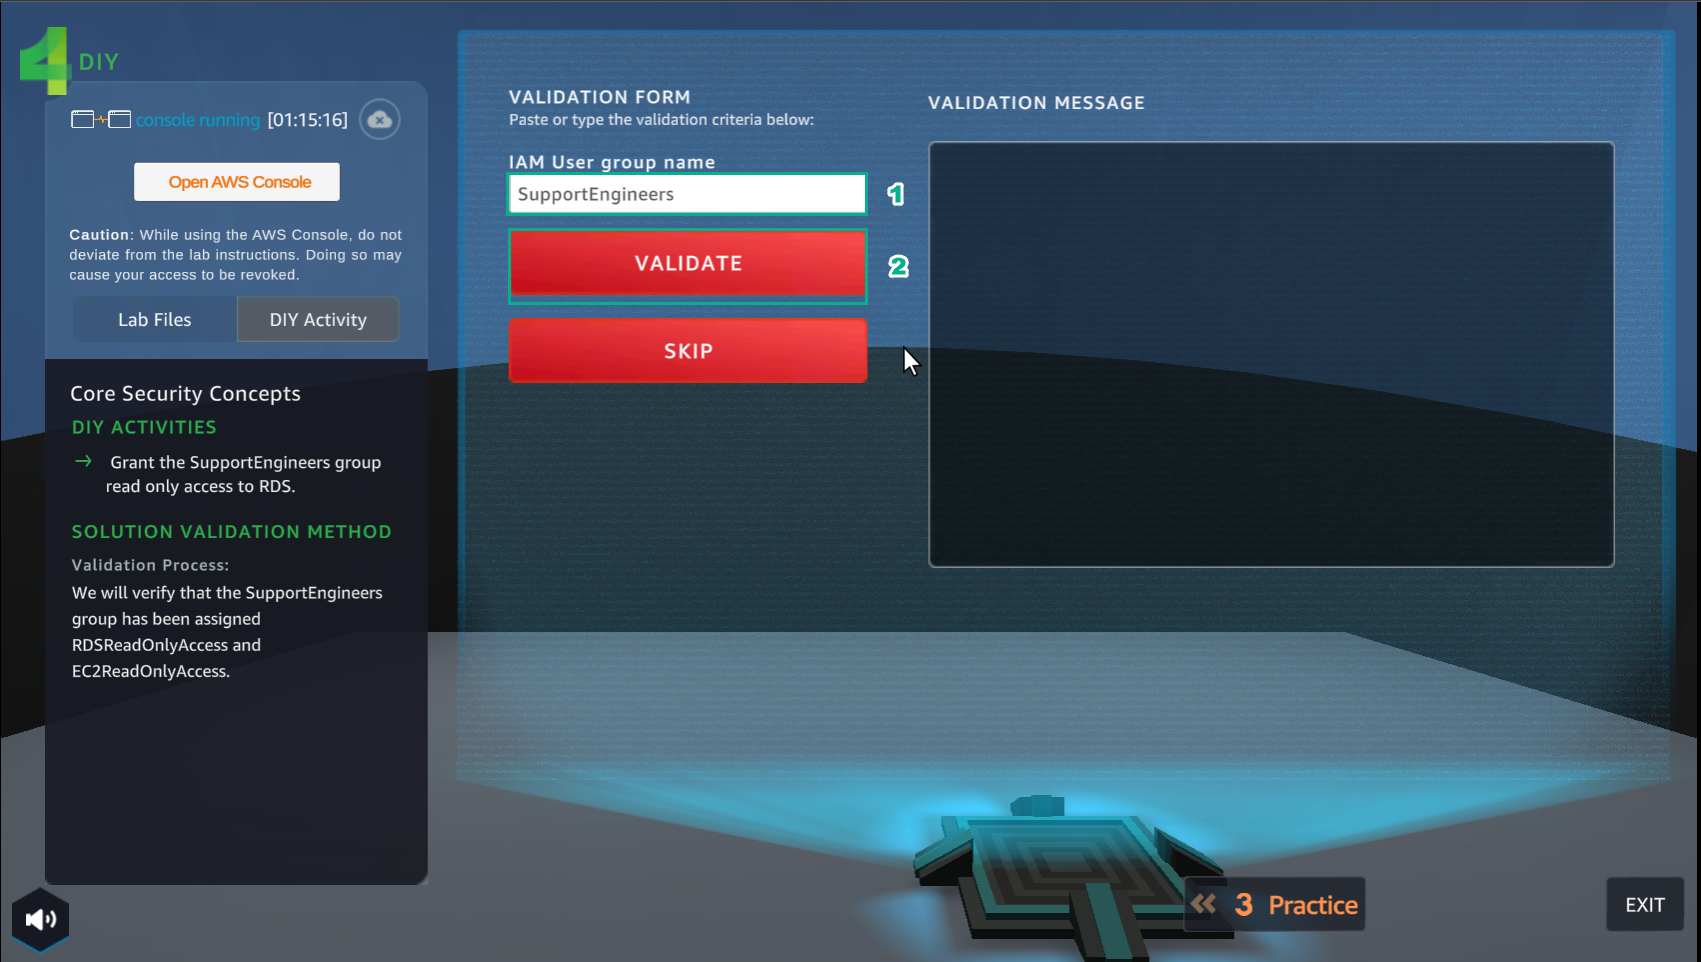 4 DIY
console running [01:15:16]
Open AWS Console
Caution: While using the AWS Console, do not
deviate from the lab instructions. Doing so may
cause your access to be revoked.
Lab Files
DIY Activity
Core Security Concepts
DIY ACTIVITIES
→ Grant the SupportEngineers group
read only access to RDS.
SOLUTION VALIDATION METHOD
Validation Process:
We will verify that the SupportEngineers
group has been assigned
RDSReadOnlyAccess and
EC2ReadOnlyAccess.
VALIDATION FORM
Paste or type the validation criteria below:
IAM User group name
SupportEngineers
1
VALIDATE
2
SKIP
VALIDATION MESSAGE
3 Practice
EXIT